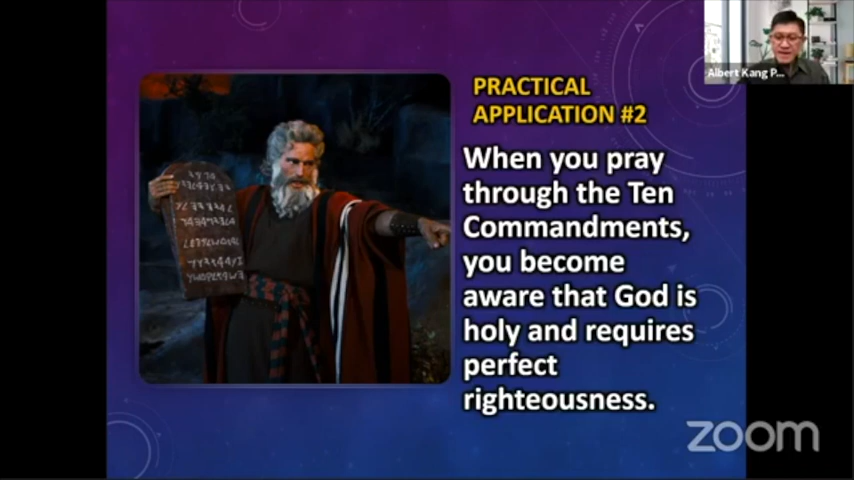 Albert Kang P...
PRACTICAL
APPLICATION #2
When you pray
through the Ten
Commandments,
you become
aware that God is
holy and requires
perfect
righteousness.
zoom